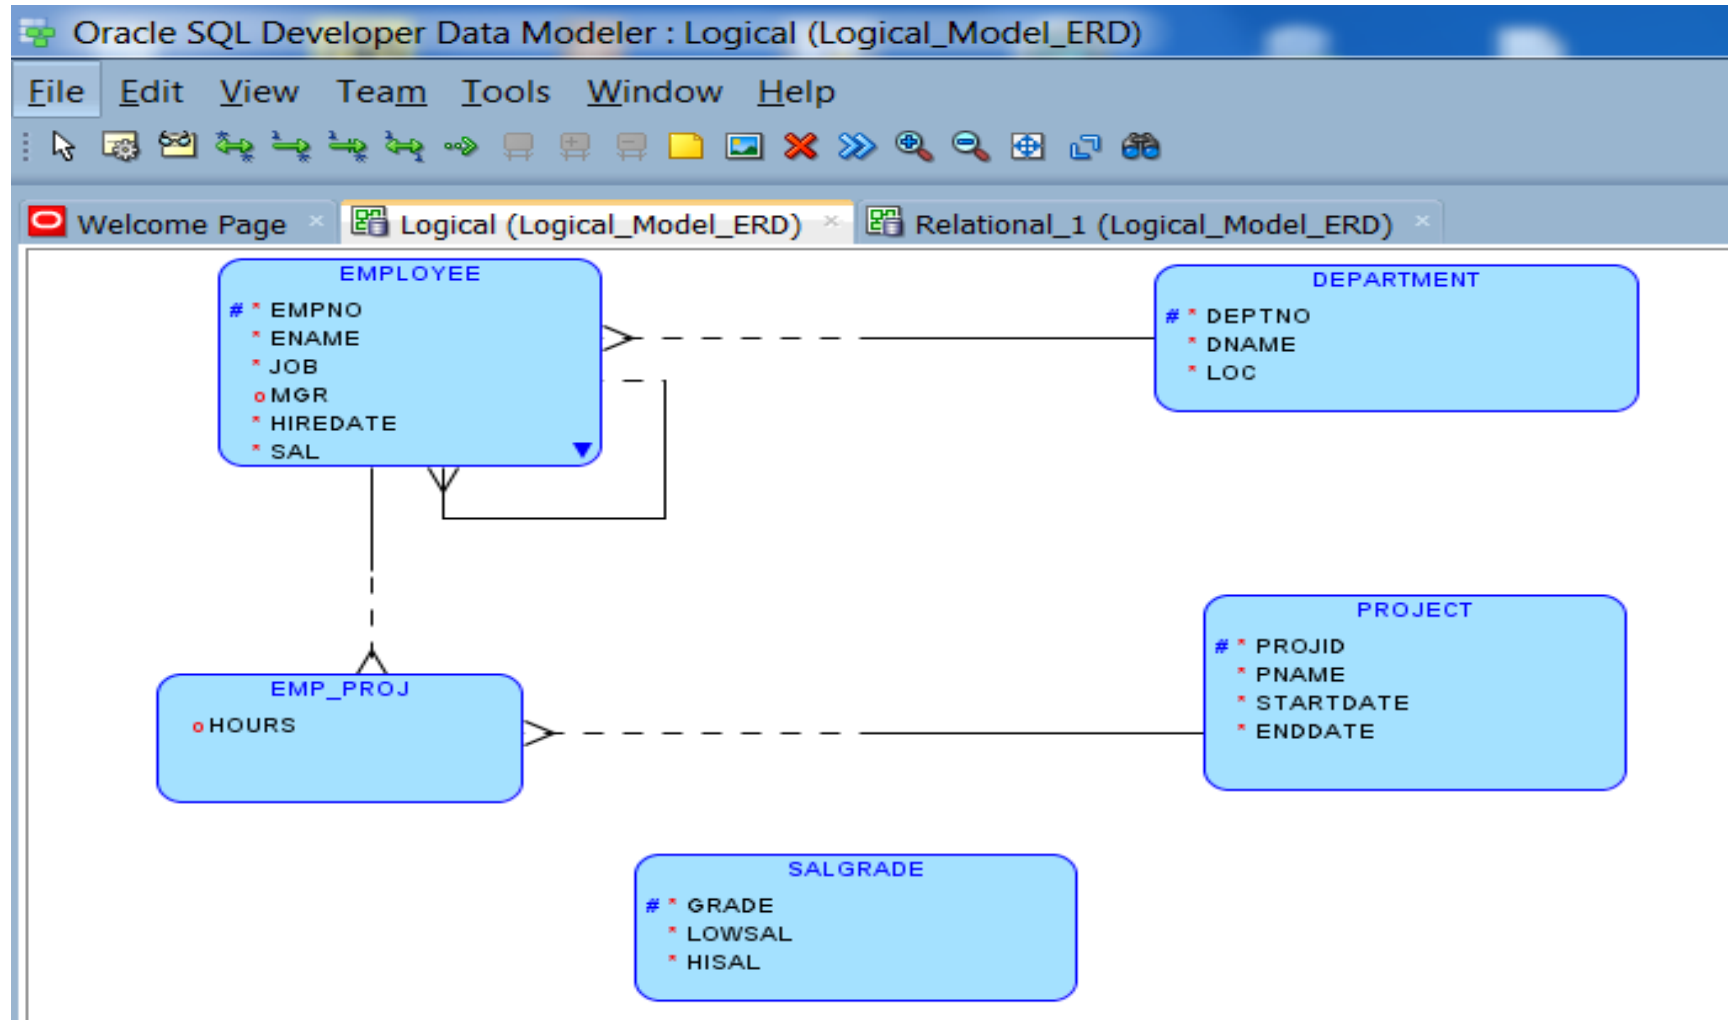 Oracle SQL Developer Data Modeler : Logical (Logical_Model_ERD)
File Edit View Team Tools Window Help
Welcome Page × Logical (Logical_Model_ERD) × Relational_1 (Logical_Model_ERD) ×
EMPLOYEE
# * EMPNO
* ENAME
* JOB
o MGR
* HIREDATE
* SAL
DEPARTMENT
# * DEPTNO
* DNAME
* LOC
EMP_PROJ
o HOURS
PROJECT
# * PROJID
* PNAME
* STARTDATE
* ENDDATE
SALGRADE
# * GRADE
* LOWSAL
* HISAL